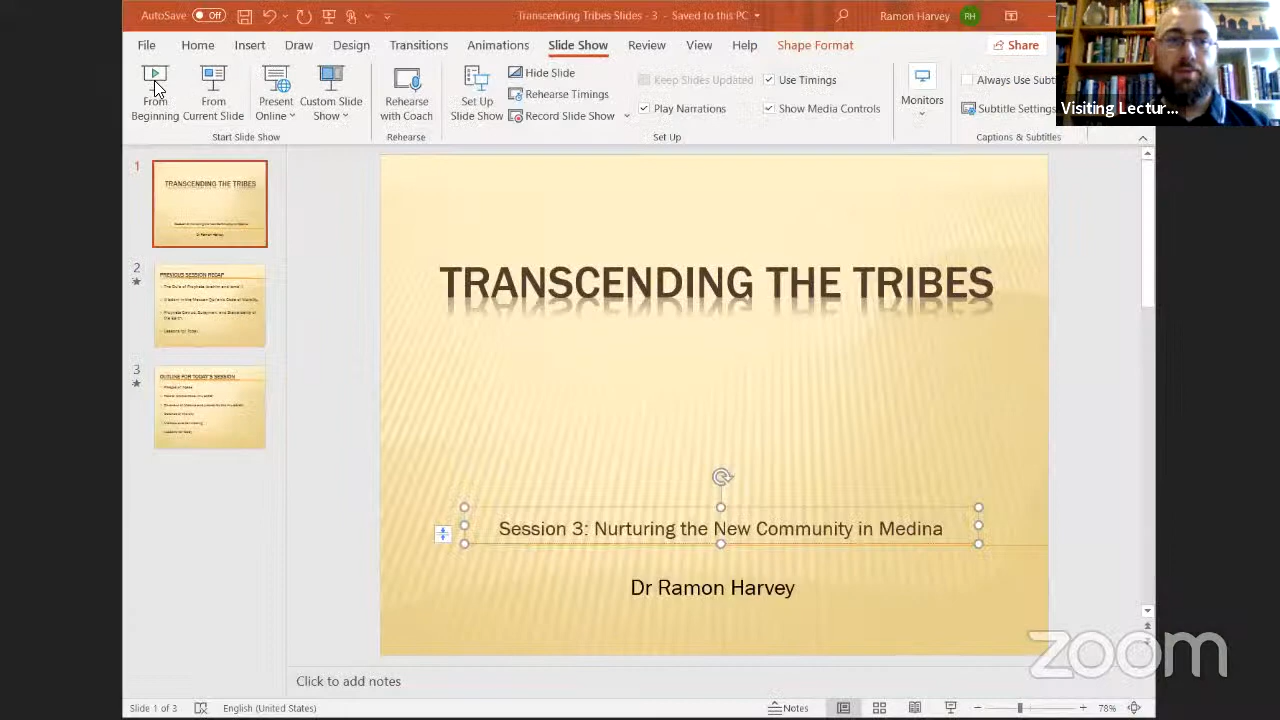 AutoSave Off Transcending Tribes Slides - 3 - Saved to this PC Ramon Harvey RH
File Home Insert Draw Design Transitions Animations Slide Show Review View Help Shape Format Share
From Beginning
From Current Slide
Present Online
Custom Slide Show
Start Slide Show
Rehearse with Coach
Rehearse
Set Up Slide Show
Hide Slide
Rehearse Timings
Record Slide Show
Keep Slides Updated
Play Narrations
Use Timings
Show Media Controls
Set Up
Monitors
Always Use Subt
Subtitle Settings
Captions & Subtitles
Visiting Lectur...
1
TRANSCENDING THE TRIBES
Dr Ramon Harvey
2
PREVIOUS SESSION RECAP
3
OUTLINE FOR TODAY'S SESSION
TRANSCENDING THE TRIBES
Session 3: Nurturing the New Community in Medina
Dr Ramon Harvey
zoom
Click to add notes
Slide 1 of 3 English (United States) Notes 78%